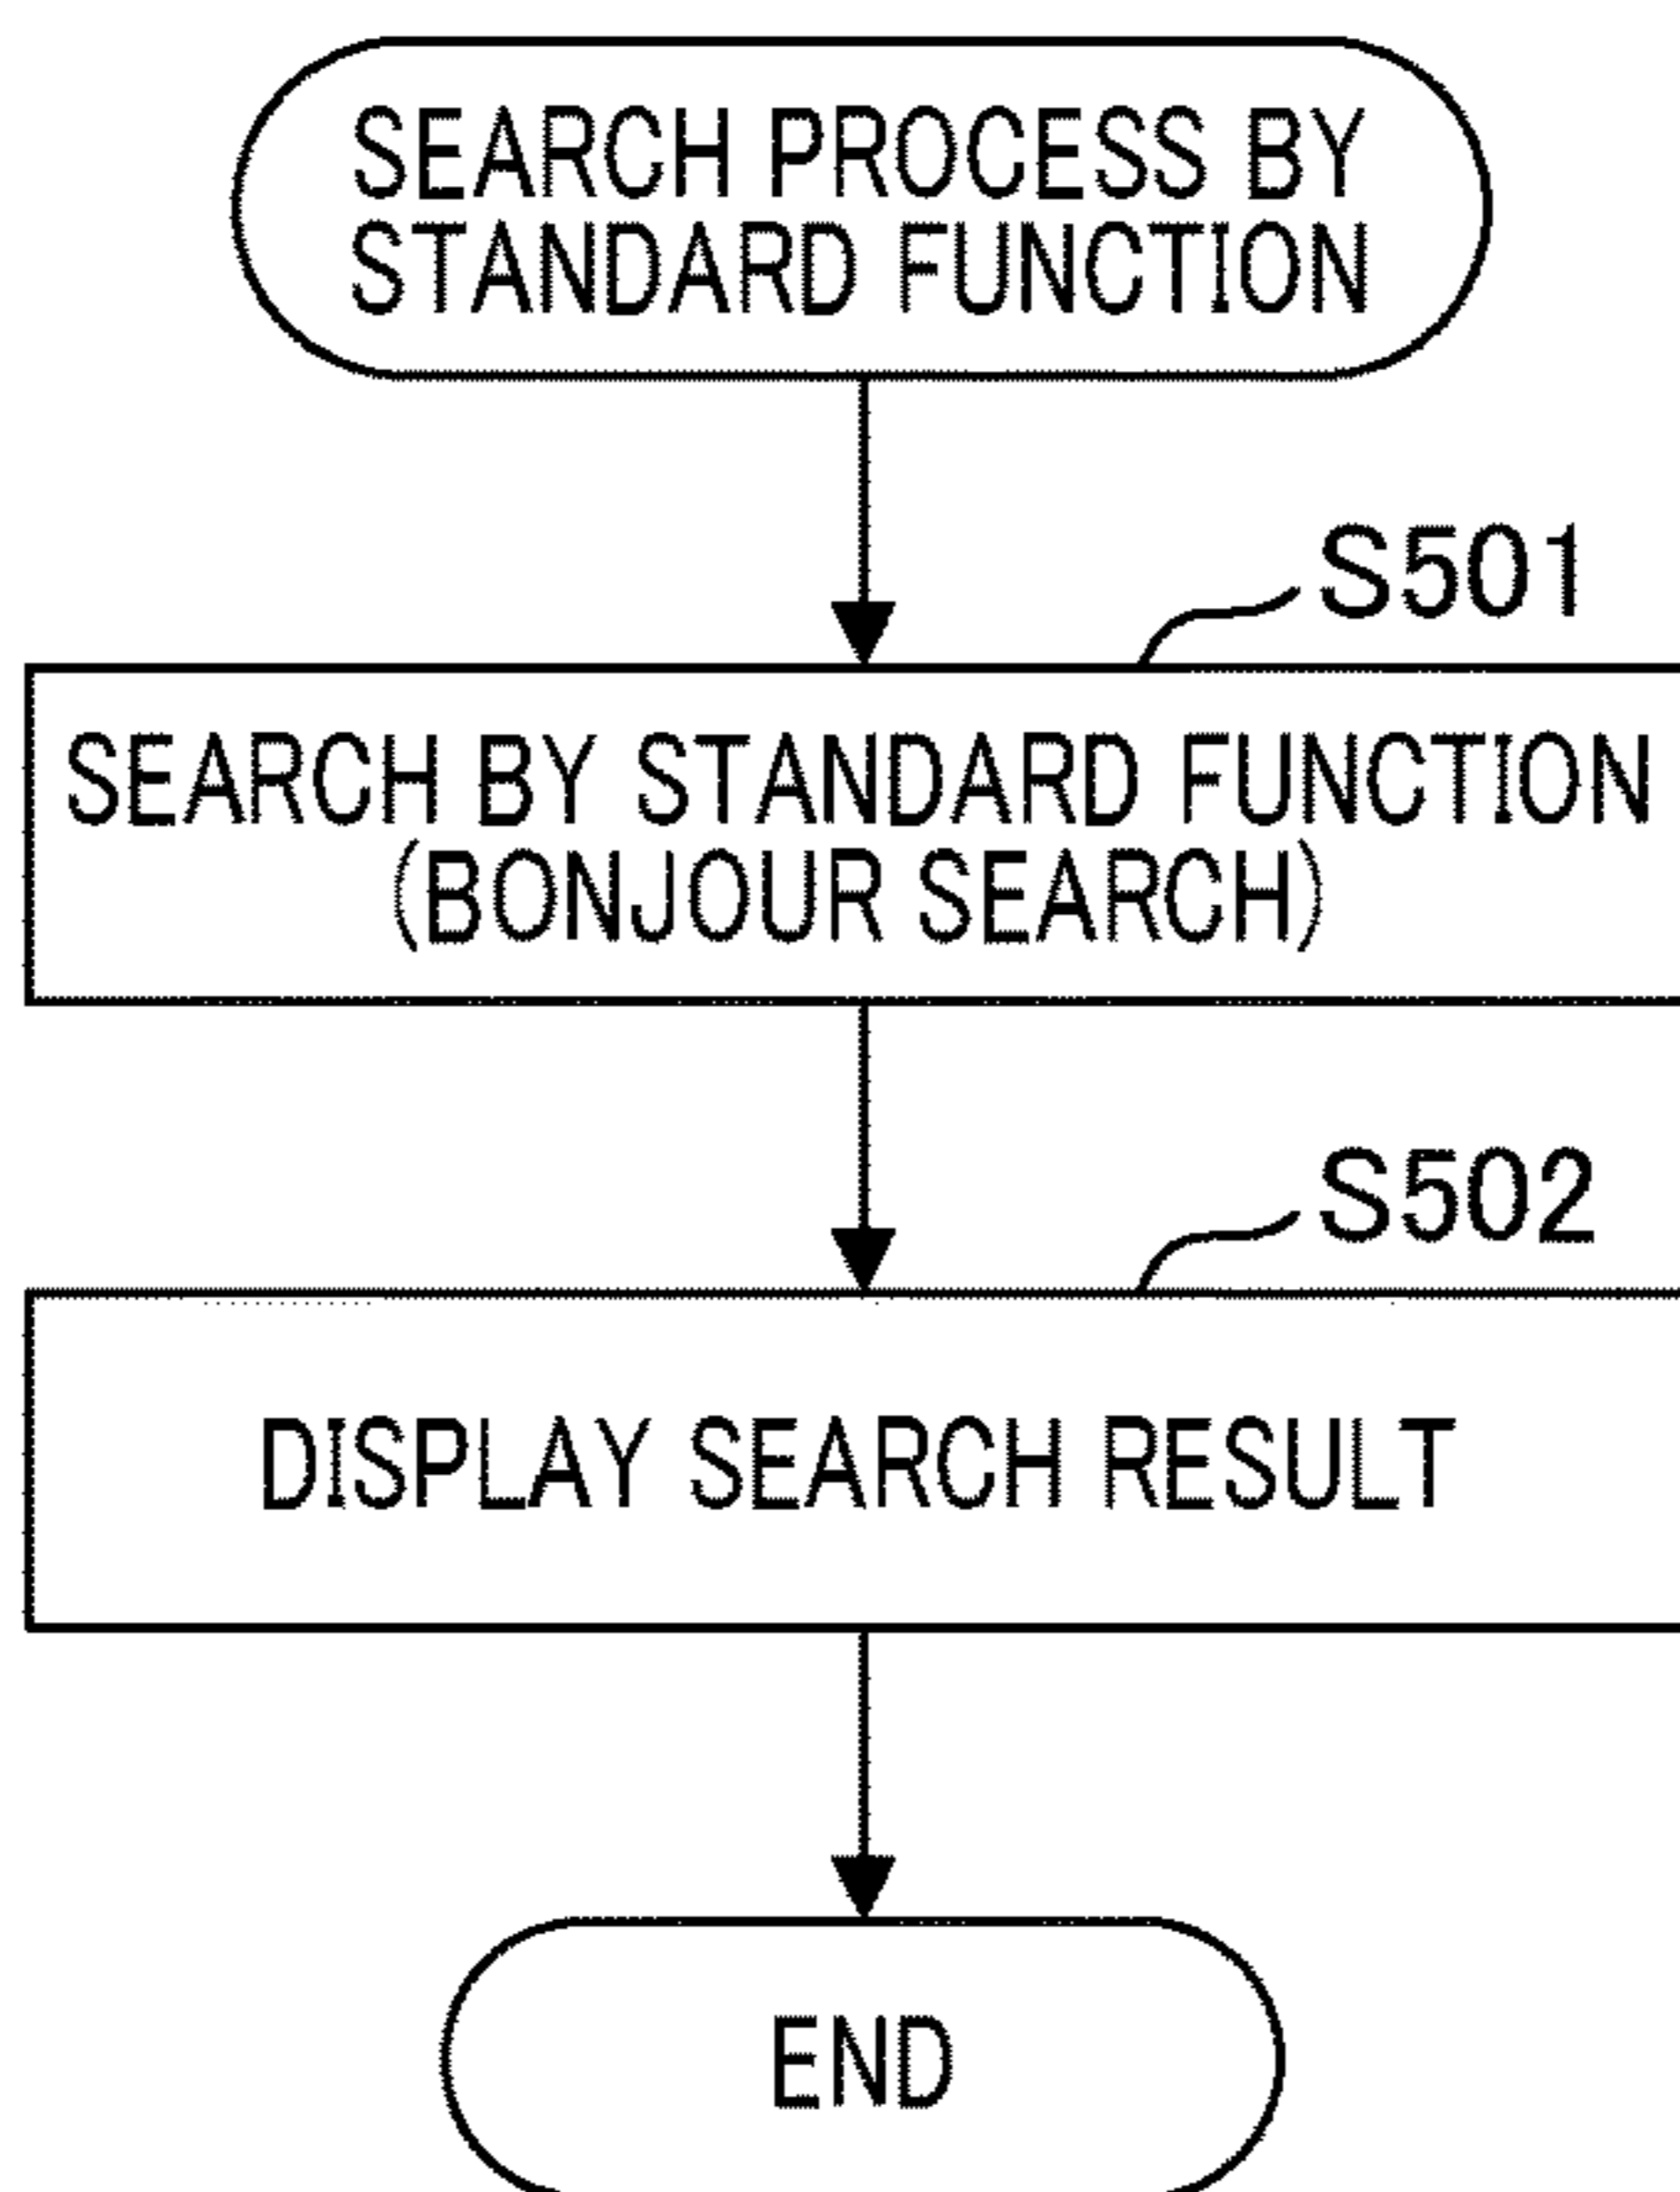 SEARCH PROCESS BY
STANDARD FUNCTION
S501
SEARCH BY STANDARD FUNCTION
(BONJOUR SEARCH)
S502
DISPLAY SEARCH RESULT
END